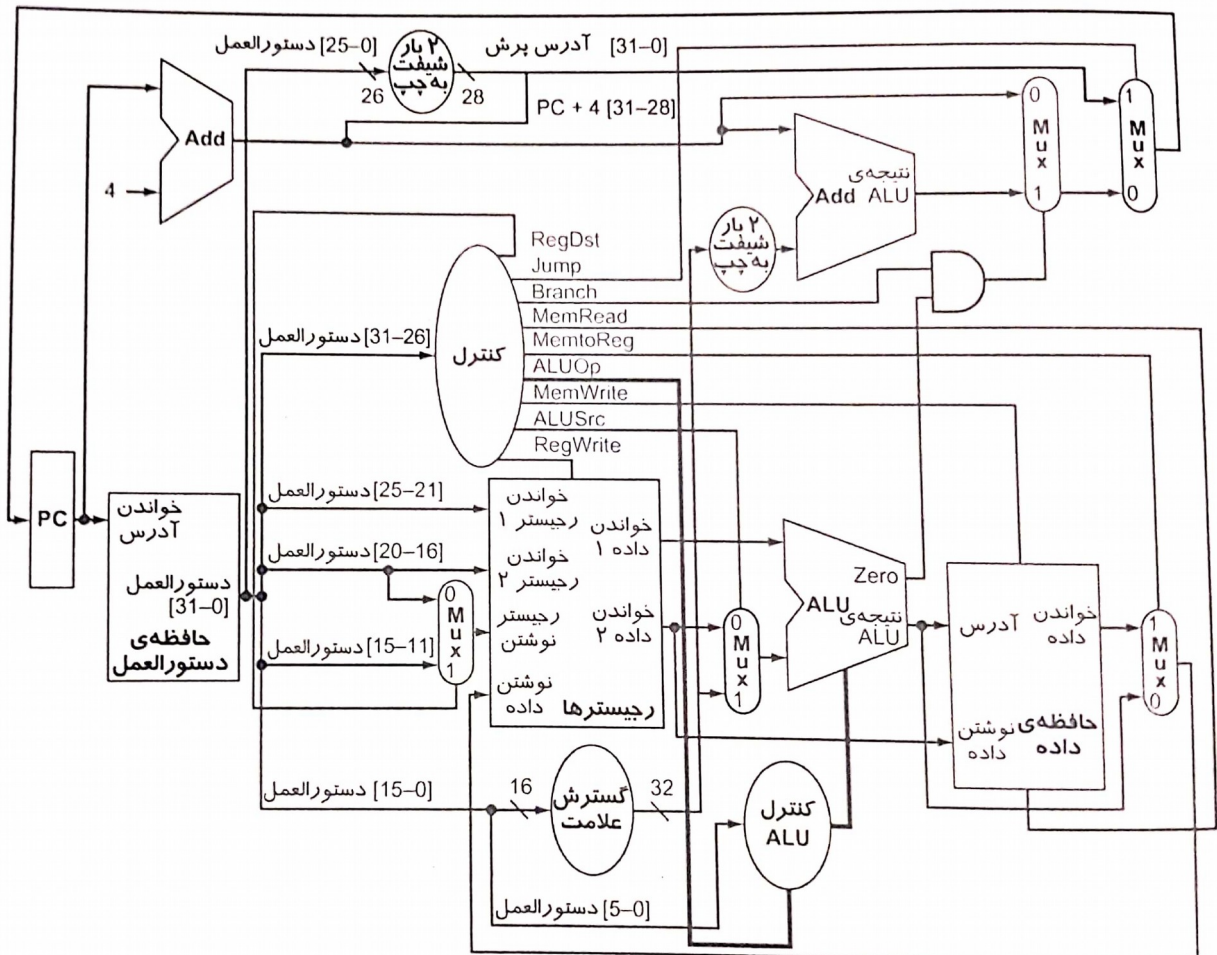 دستورالعمل [25–0]
26
۲ بار
شیفت
به چپ
28
آدرس پرش [31–0]
PC + 4 [31–28]
Add
4
0
Mux
1
1
Mux
0
نتیجه‌ی
Add ALU
۲ بار
شیفت
به چپ
RegDst
Jump
Branch
MemRead
MemtoReg
ALUOp
MemWrite
ALUSrc
RegWrite
کنترل
دستورالعمل [31–26]
دستورالعمل [25–21]
دستورالعمل [20–16]
دستورالعمل [15–11]
دستورالعمل [15–0]
دستورالعمل [5–0]
PC
خواندن
آدرس
دستورالعمل
[31–0]
حافظه‌ی
دستورالعمل
0
Mux
1
خواندن
رجیستر ۱
خواندن
رجیستر ۲
رجیستر
نوشتن
نوشتن
داده
خواندن
داده ۱
خواندن
داده ۲
رجیسترها
0
Mux
1
Zero
ALU
نتیجه‌ی
ALU
آدرس
خواندن
داده
نوشتن
داده
حافظه‌ی
داده
1
Mux
0
16
گسترش
علامت
32
کنترل
ALU